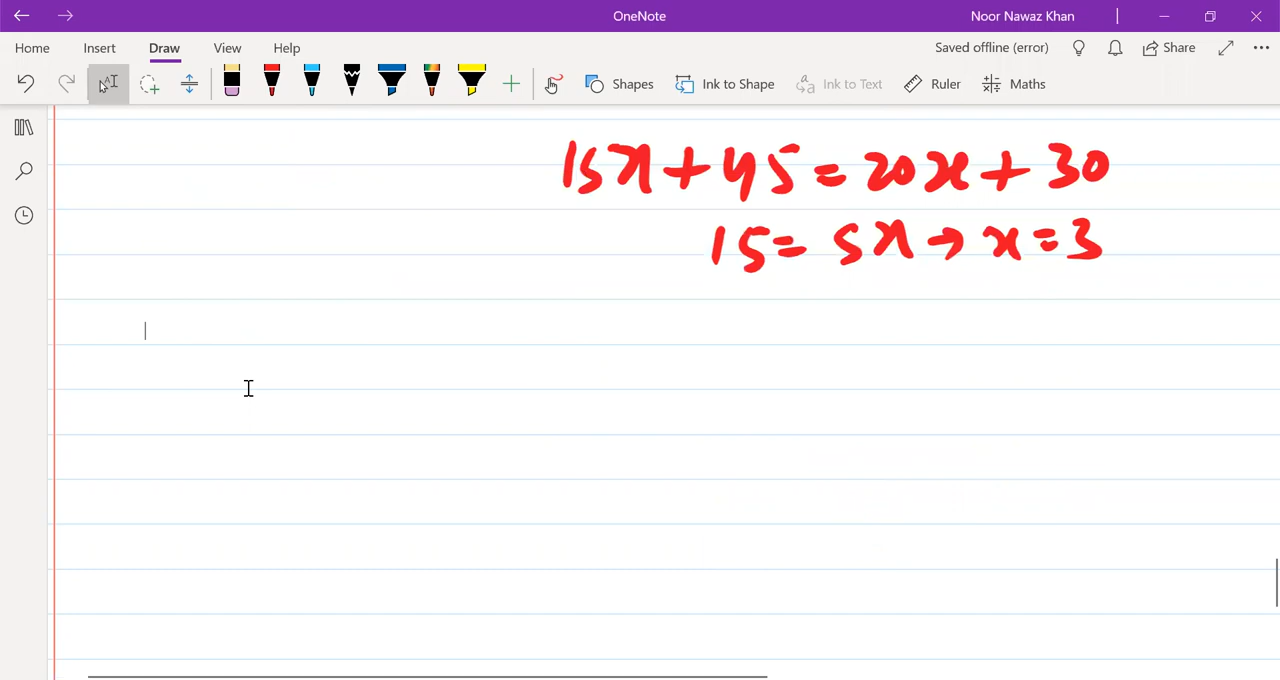 OneNote
Noor Nawaz Khan
Home Insert Draw View Help
Saved offline (error)
Share
Shapes
Ink to Shape
Ink to Text
Ruler
Maths
15x + 45 = 20x + 30
15 = 5x → x = 3